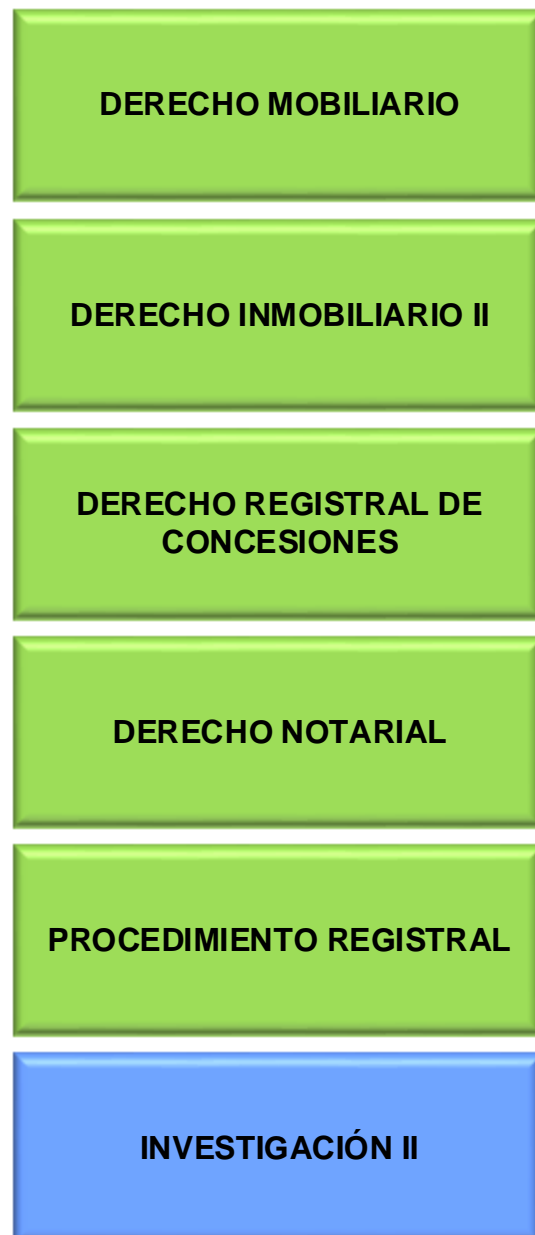 DERECHO MOBILIARIO
DERECHO INMOBILIARIO II
DERECHO REGISTRAL DE
CONCESIONES
DERECHO NOTARIAL
PROCEDIMIENTO REGISTRAL
INVESTIGACIÓN II